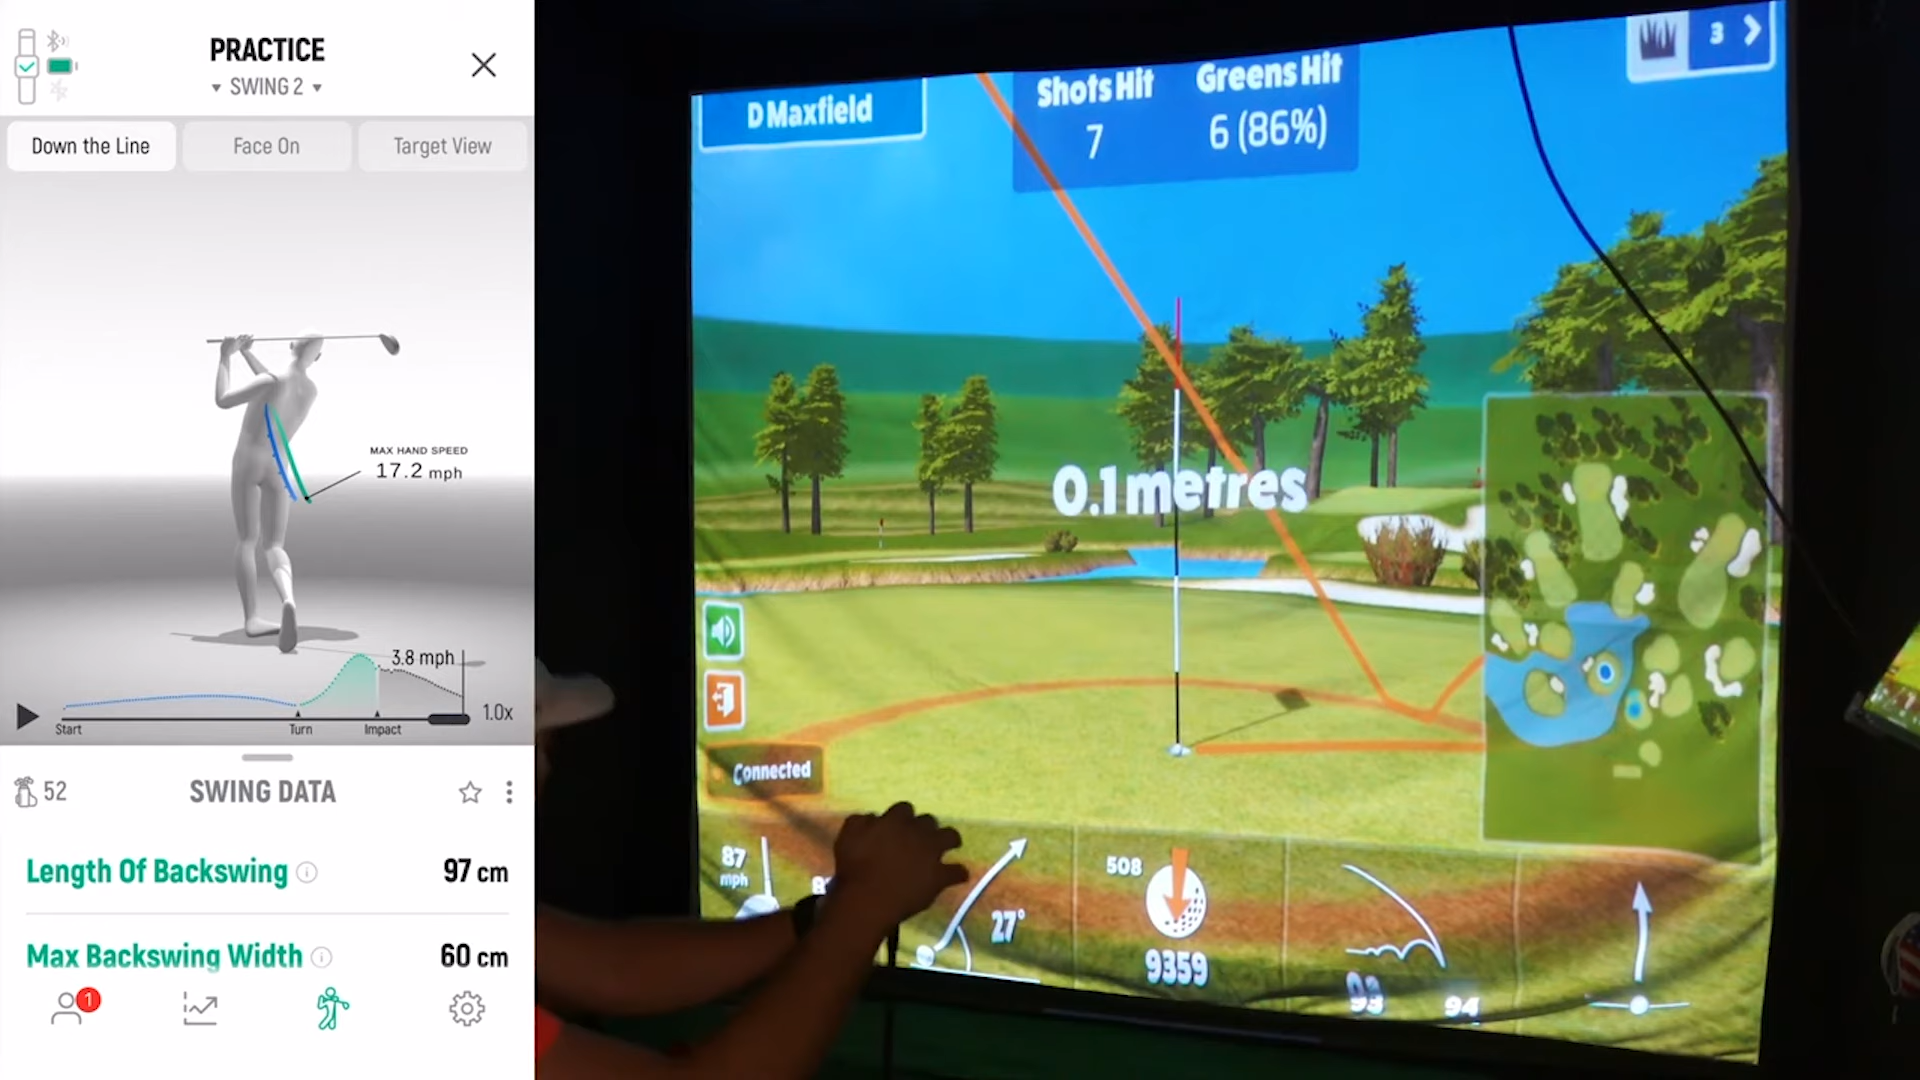 PRACTICE
SWING 2
Down the Line
Face On
Target View
MAX HAND SPEED
17.2 mph
3.8 mph
1.0x
Start
Turn
Impact
52
SWING DATA
Length Of Backswing
97 cm
Max Backswing Width
60 cm
1
D Maxfield
Shots Hit
7
Greens Hit
6 (86%)
3
0.1 metres
Connected
87
mph
27°
508
9359
93
94